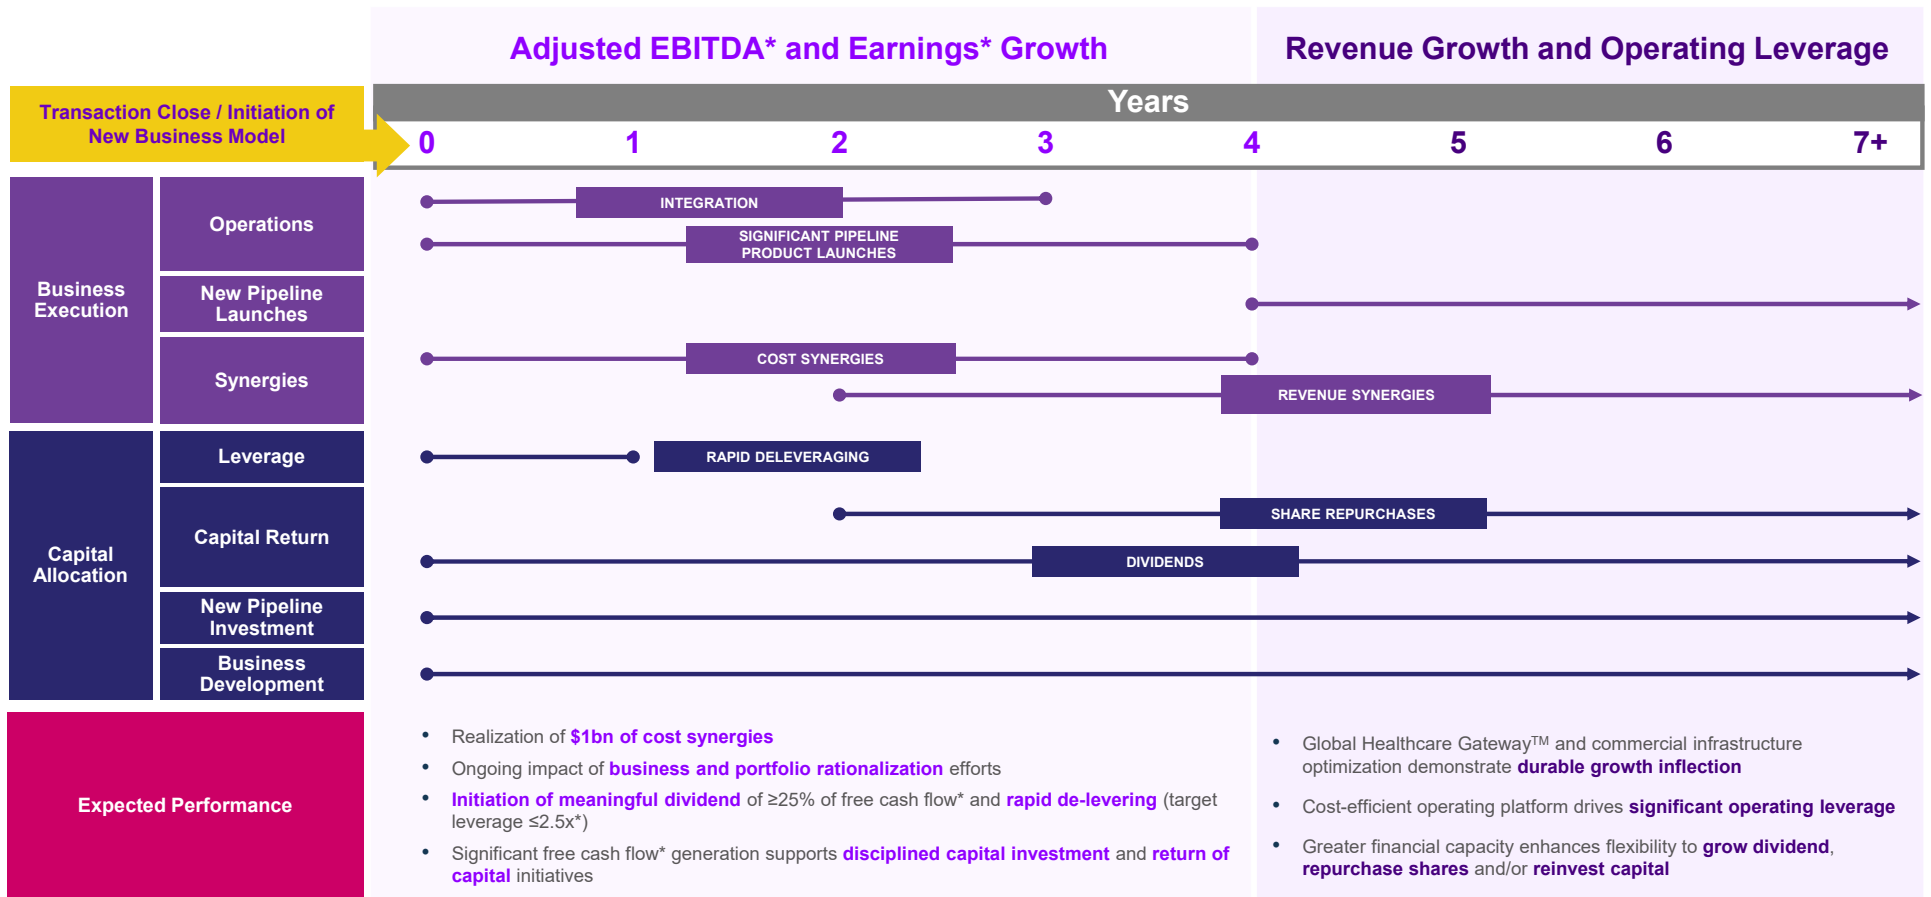 Adjusted EBITDA* and Earnings* Growth
Revenue Growth and Operating Leverage
Transaction Close / Initiation of
New Business Model
Years
0 1 2 3 4 5 6 7+
Business
Execution
Operations
INTEGRATION
SIGNIFICANT PIPELINE
PRODUCT LAUNCHES
New Pipeline
Launches
Synergies
COST SYNERGIES
REVENUE SYNERGIES
Capital
Allocation
Leverage
RAPID DELEVERAGING
Capital Return
SHARE REPURCHASES
DIVIDENDS
New Pipeline
Investment
Business
Development
Expected Performance
• Realization of $1bn of cost synergies
• Ongoing impact of business and portfolio rationalization efforts
• Initiation of meaningful dividend of ≥25% of free cash flow* and rapid de-levering (target
leverage ≤2.5x*)
• Significant free cash flow* generation supports disciplined capital investment and return of
capital initiatives
• Global Healthcare Gateway™ and commercial infrastructure
optimization demonstrate durable growth inflection
• Cost-efficient operating platform drives significant operating leverage
• Greater financial capacity enhances flexibility to grow dividend,
repurchase shares and/or reinvest capital